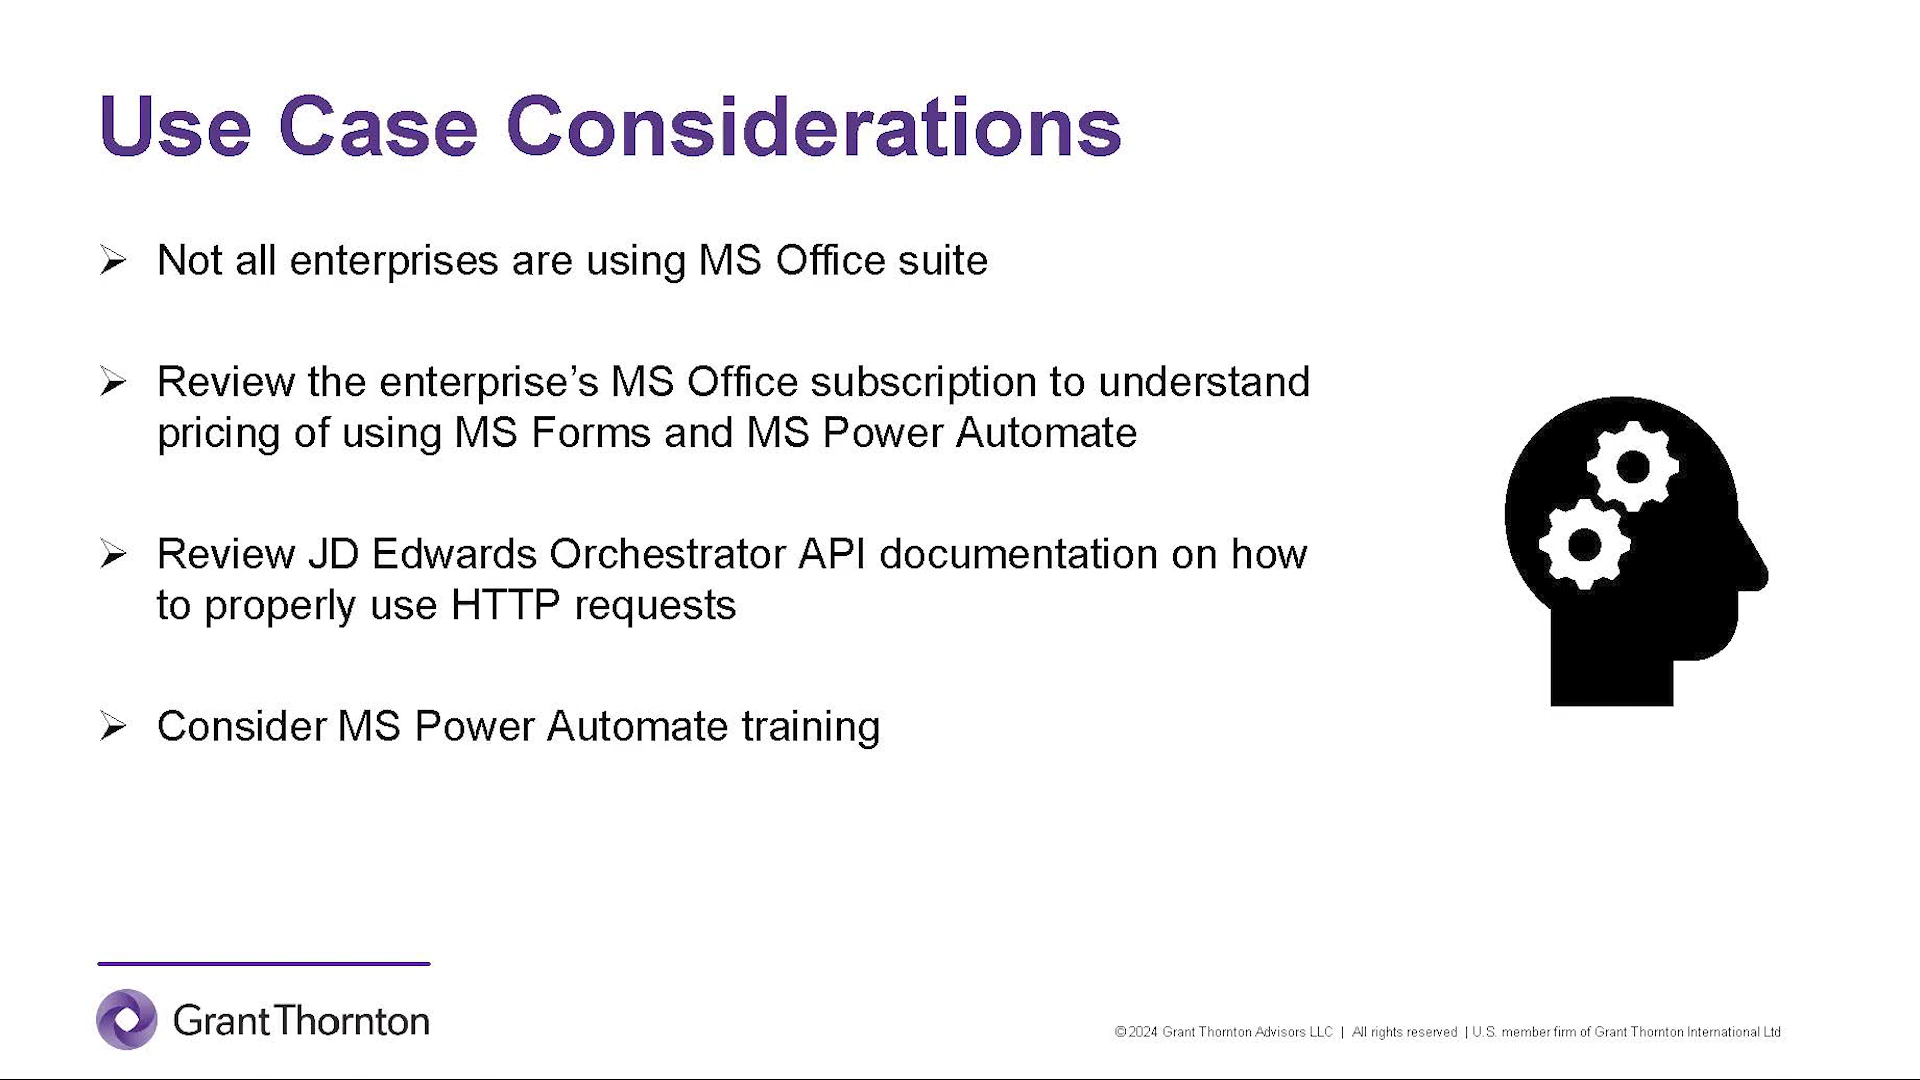 Use Case Considerations
Not all enterprises are using MS Office suite
Review the enterprise’s MS Office subscription to understand
pricing of using MS Forms and MS Power Automate
Review JD Edwards Orchestrator API documentation on how
to properly use HTTP requests
Consider MS Power Automate training
Grant Thornton
©2024 Grant Thornton Advisors LLC | All rights reserved | U.S. member firm of Grant Thornton International Ltd